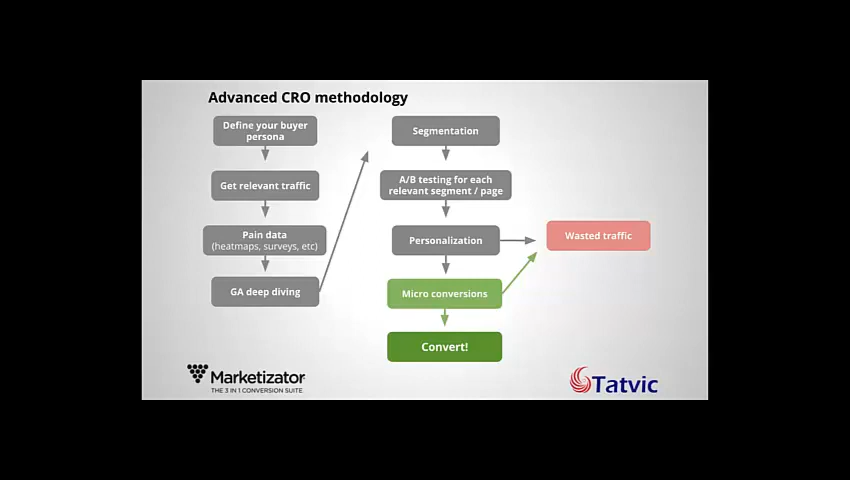 Advanced CRO methodology
Define your buyer
persona
Get relevant traffic
Pain data
(heatmaps, surveys, etc)
GA deep diving
Segmentation
A/B testing for each
relevant segment / page
Personalization
Micro conversions
Convert!
Wasted traffic
Marketizator
THE 3 IN 1 CONVERSION SUITE
Tatvic